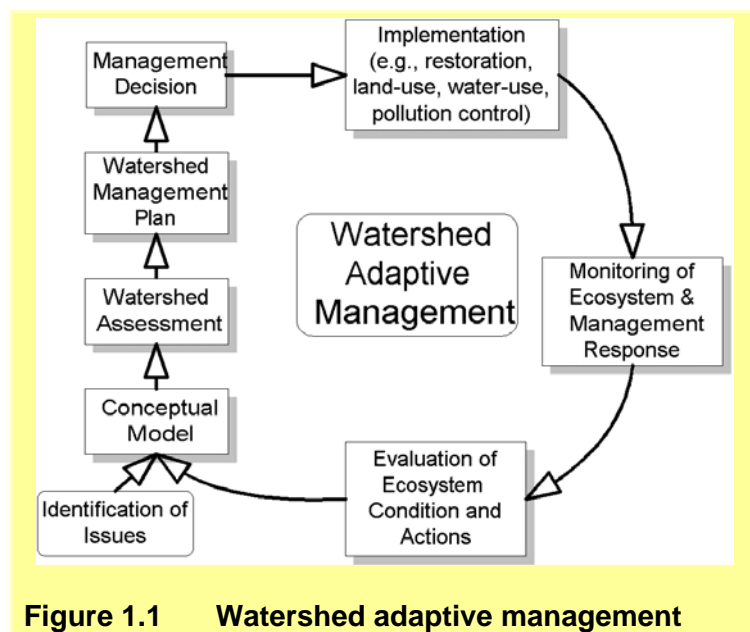 Management
Decision
Implementation
(e.g., restoration,
land-use, water-use,
pollution control)
Watershed
Management
Plan
Watershed
Adaptive
Management
Monitoring of
Ecosystem &
Management
Response
Watershed
Assessment
Conceptual
Model
Evaluation of
Ecosystem
Condition and
Actions
Identification of
Issues
Figure 1.1 Watershed adaptive management